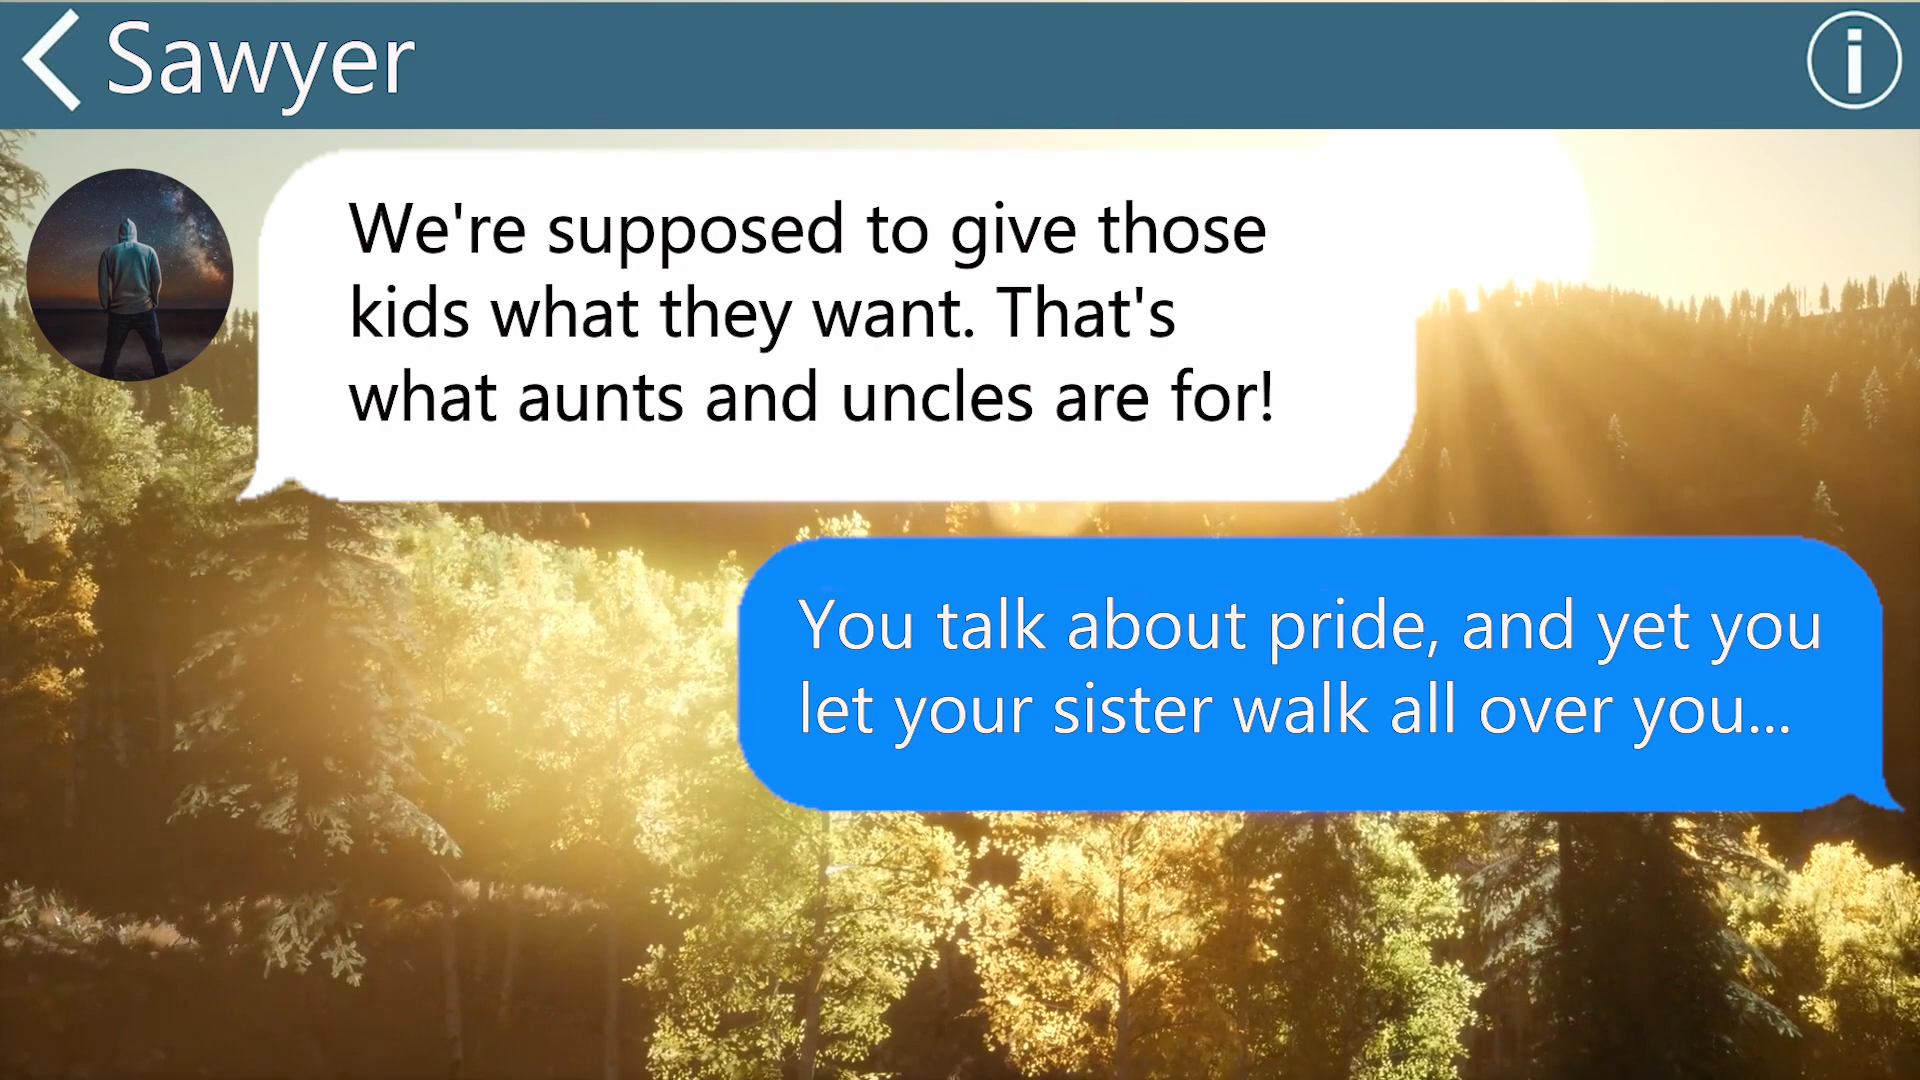 Sawyer
We're supposed to give those
kids what they want. That's
what aunts and uncles are for!
You talk about pride, and yet you
let your sister walk all over you...